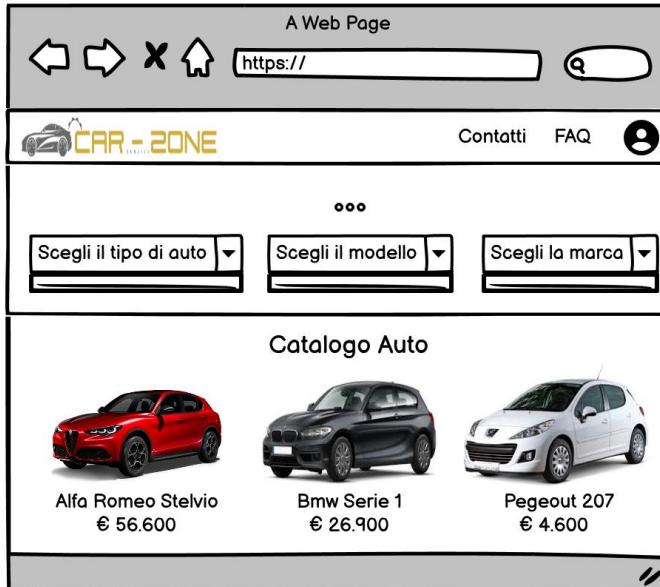 A Web Page
https://
CAR - ZONE
Contatti FAQ
Scegli il tipo di auto
Scegli il modello
Scegli la marca
Catalogo Auto
Alfa Romeo Stelvio
€ 56.600
Bmw Serie 1
€ 26.900
Pegeout 207
€ 4.600